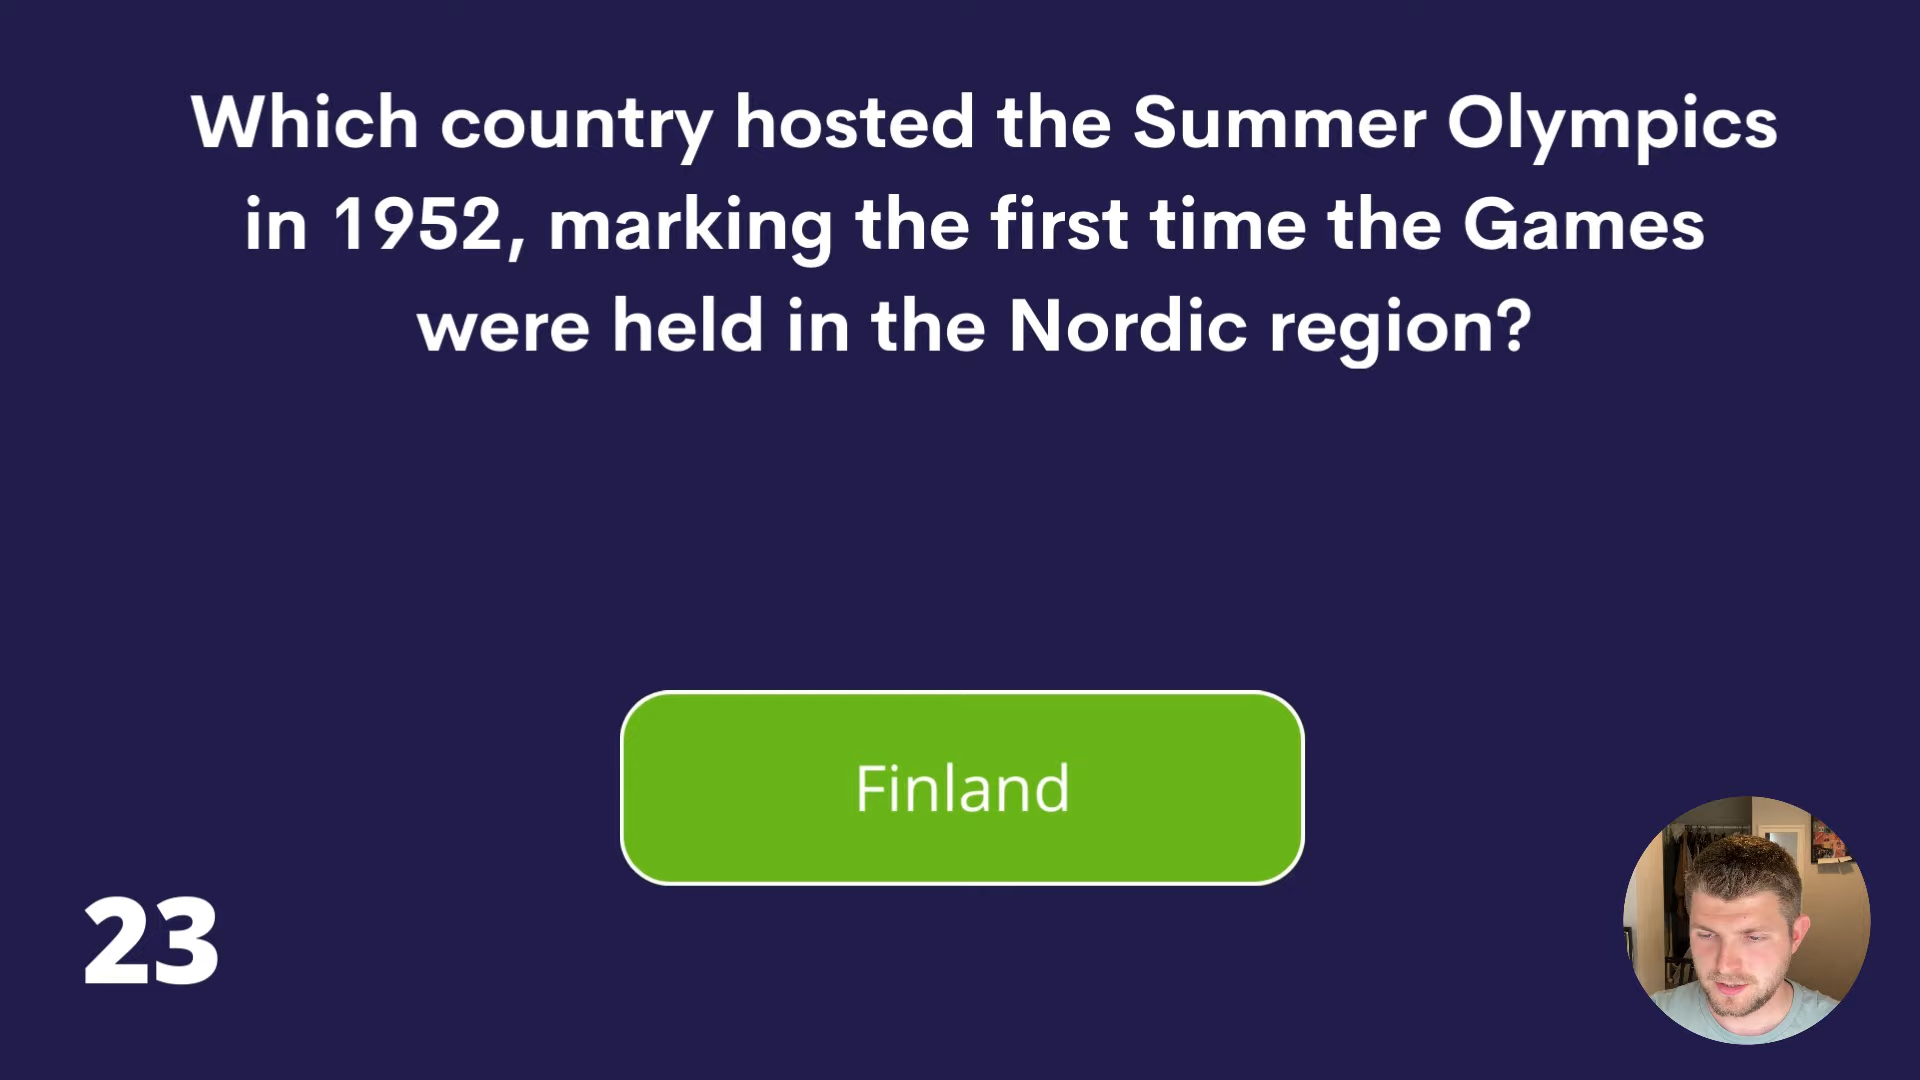 Which country hosted the Summer Olympics
in 1952, marking the first time the Games
were held in the Nordic region?
Finland
23